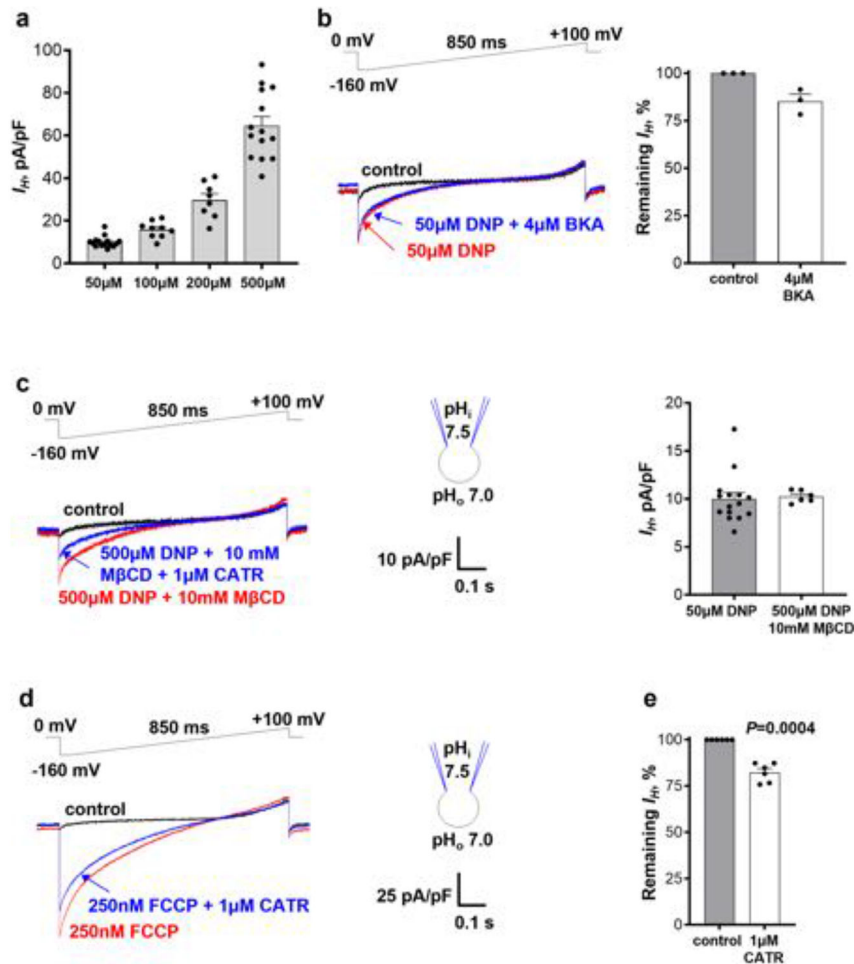 a
100
80
60
40
20
0
I_H, pA/pF
50µM
100µM
200µM
500µM
b
0 mV
850 ms
+100 mV
-160 mV
control
50µM DNP + 4µM BKA
50µM DNP
100
75
50
25
0
Remaining I_H, %
control
4µM
BKA
c
0 mV
850 ms
+100 mV
-160 mV
control
500µM DNP + 10 mM
MβCD + 1µM CATR
500µM DNP + 10mM MβCD
pHi
7.5
pHo 7.0
10 pA/pF
0.1 s
20
15
10
5
0
I_H, pA/pF
50µM DNP
500µM DNP
10mM MβCD
d
0 mV
850 ms
+100 mV
-160 mV
control
250nM FCCP + 1µM CATR
250nM FCCP
pHi
7.5
pHo 7.0
25 pA/pF
0.1 s
e
P=0.0004
100
75
50
25
0
Remaining I_H, %
control
1µM
CATR